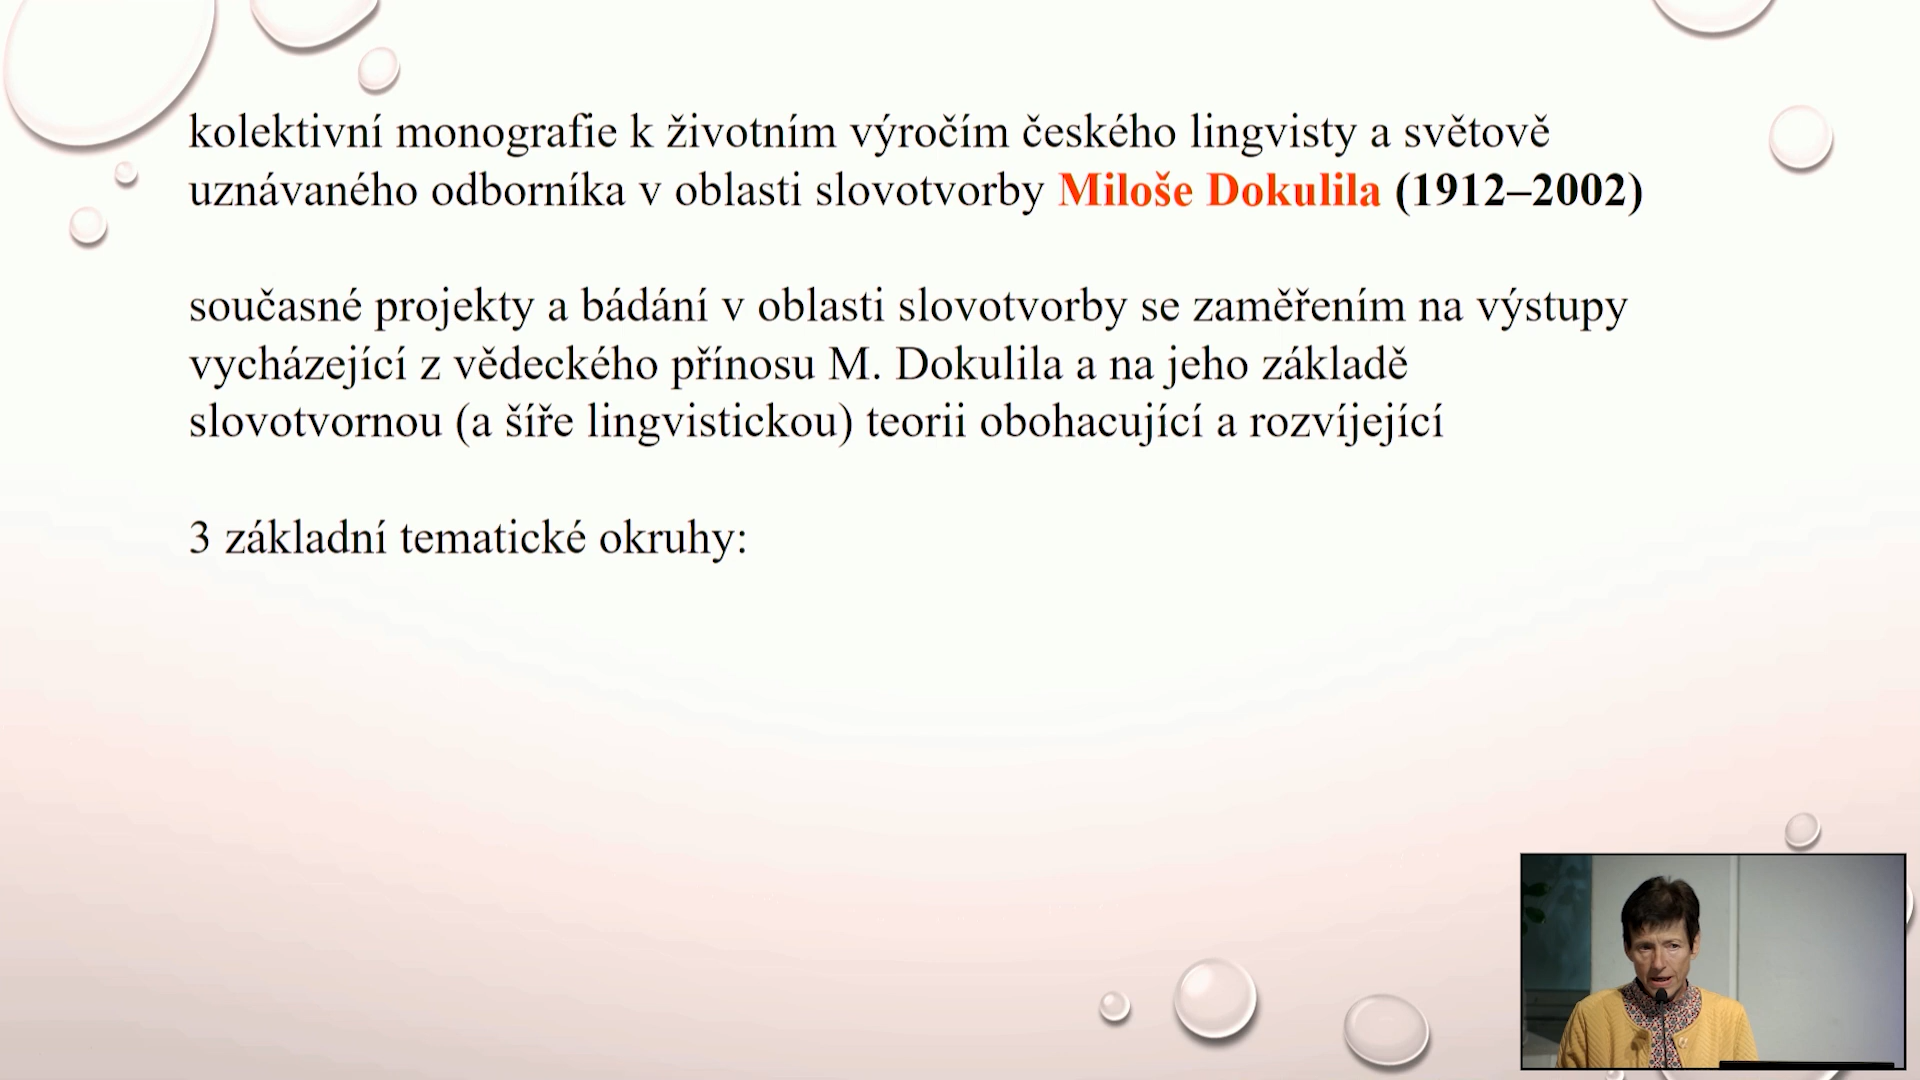 kolektivní monografie k životním výročím českého lingvisty a světově
uznávaného odborníka v oblasti slovotvorby Miloše Dokulila (1912–2002)
současné projekty a bádání v oblasti slovotvorby se zaměřením na výstupy
vycházející z vědeckého přínosu M. Dokulila a na jeho základě
slovotvornou (a šíře lingvistickou) teorii obohacující a rozvíjející
3 základní tematické okruhy: